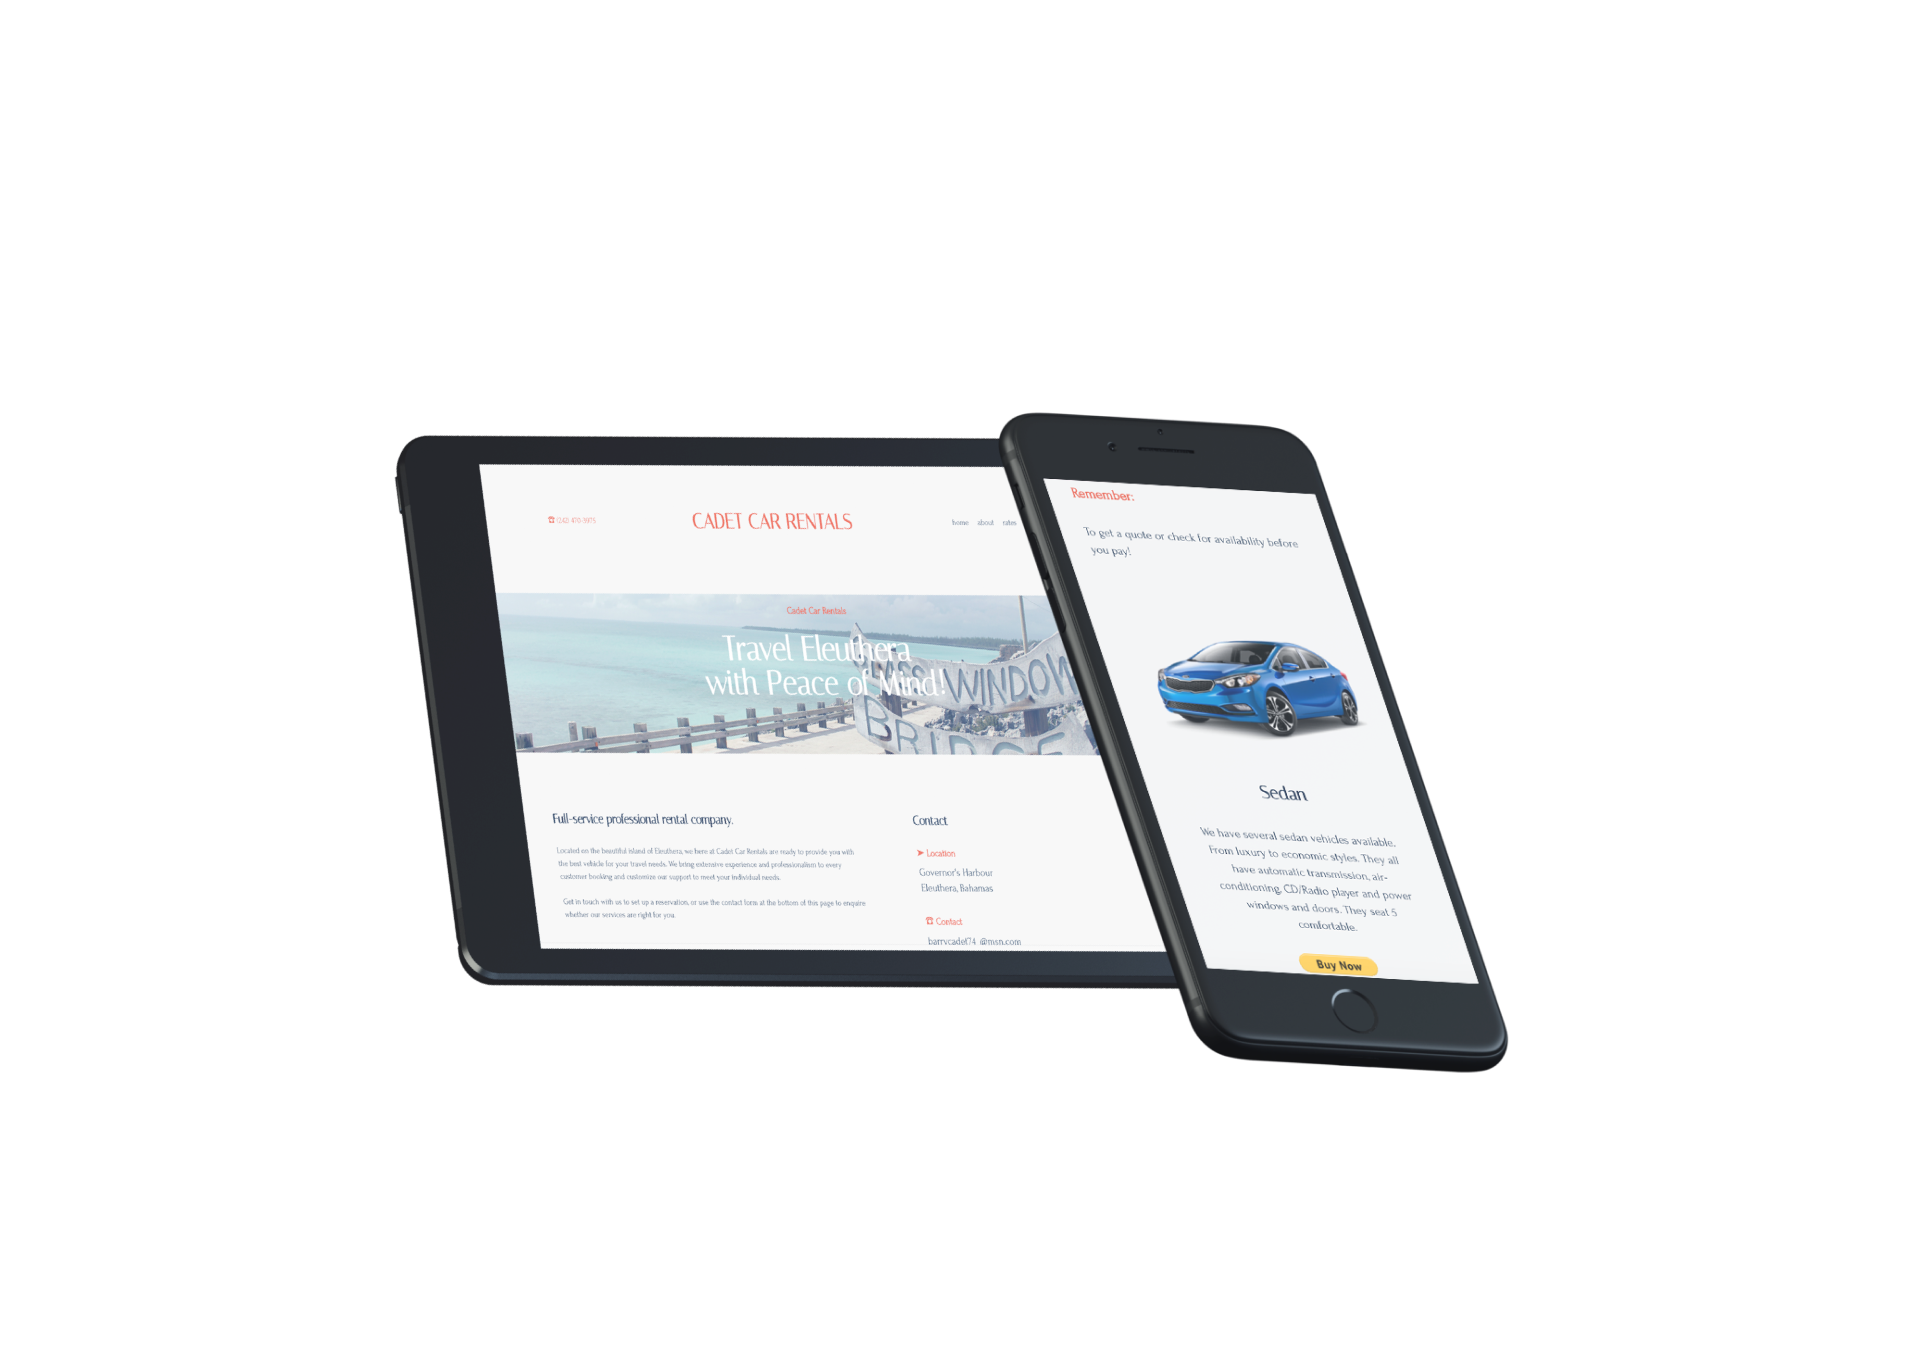 (242) 470-3975
CADET CAR RENTALS
home about rates
Cadet Car Rentals
Travel Eleuthera
with Peace of Mind!
GLASS WINDOW
BRIDGE
Full-service professional rental company.
Located on the beautiful island of Eleuthera, we here at Cadet Car Rentals are ready to provide you with
the best vehicle for your travel needs. We bring extensive experience and professionalism to every
customer booking and customize our support to meet your individual needs.
Get in touch with us to set up a reservation, or use the contact form at the bottom of this page to enquire
whether our services are right for you.
Contact
Location
Governor's Harbour
Eleuthera, Bahamas
Contact
barrycadet74 @msn.com
Remember:
To get a quote or check for availability before
you pay!
Sedan
We have several sedan vehicles available.
From luxury to economic styles. They all
have automatic transmission, air-
conditioning, CD/Radio player and power
windows and doors. They seat 5
comfortable.
Buy Now